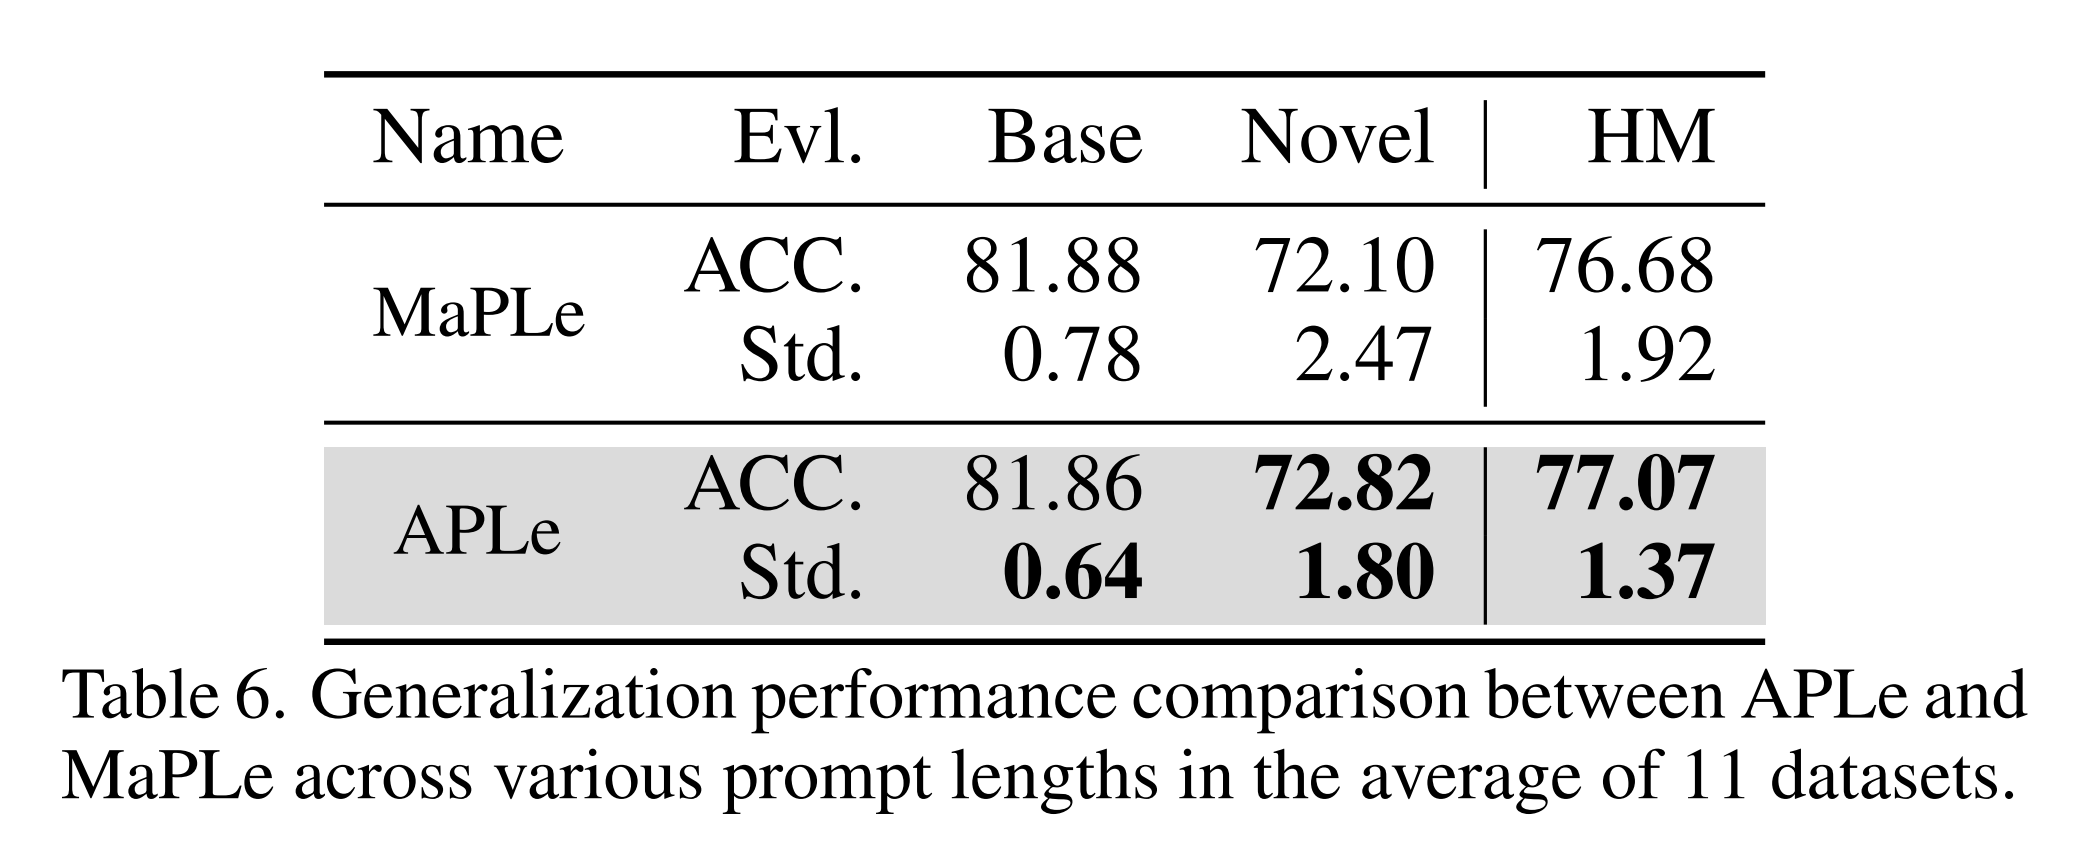 Name Evl. Base Novel HM
MaPLe ACC. 81.88 72.10 76.68
Std. 0.78 2.47 1.92
APLe ACC. 81.86 72.82 77.07
Std. 0.64 1.80 1.37
Table 6. Generalization performance comparison between APLe and
MaPLe across various prompt lengths in the average of 11 datasets.